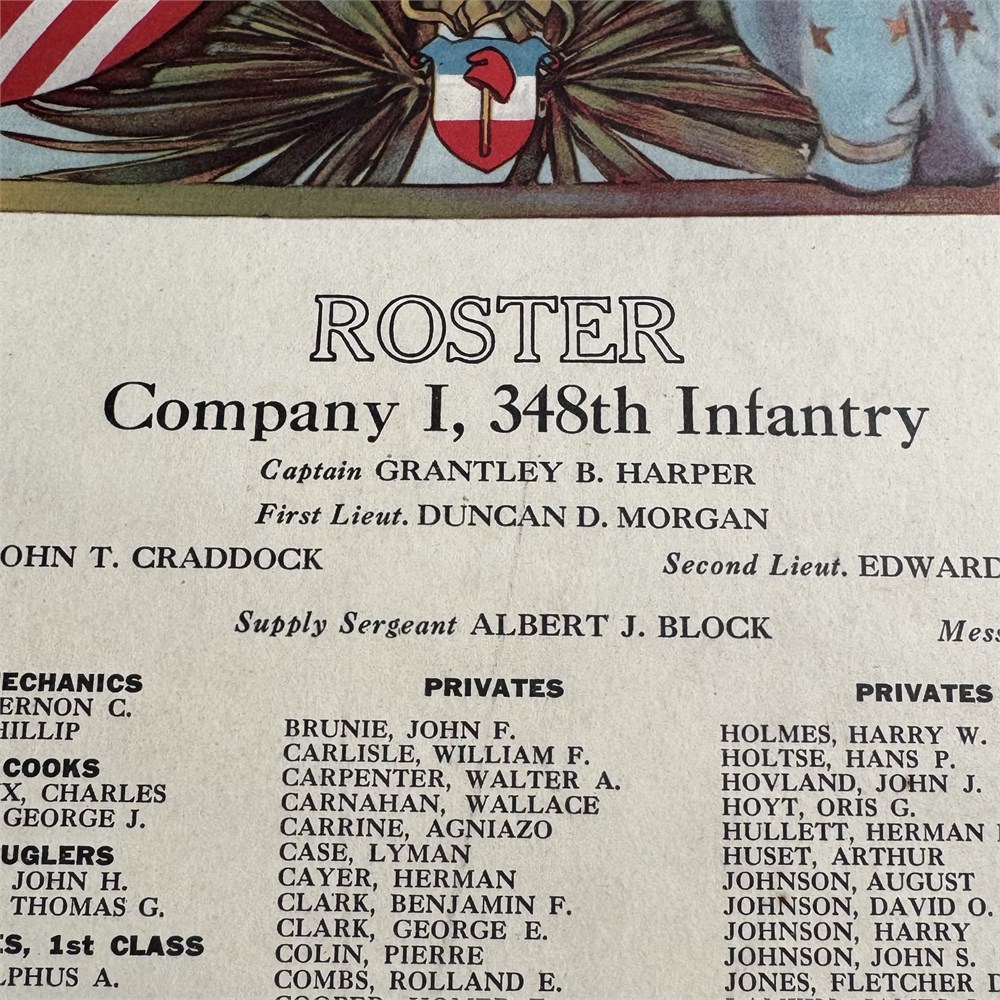 ROSTER
Company I, 348th Infantry
Captain GRANTLEY B. HARPER
First Lieut. DUNCAN D. MORGAN
OHN T. CRADDOCK
Second Lieut. EDWARD
Supply Sergeant ALBERT J. BLOCK
Mess
ECHANICS
ERNON C.
HILLIP
COOKS
X, CHARLES
GEORGE J.
UGLERS
JOHN H.
THOMAS G.
ES, 1st CLASS
LPHUS A.
PRIVATES
BRUNIE, JOHN F.
CARLISLE, WILLIAM F.
CARPENTER, WALTER A.
CARNAHAN, WALLACE
CARRINE, AGNIAZO
CASE, LYMAN
CAYER, HERMAN
CLARK, BENJAMIN F.
CLARK, GEORGE E.
COLIN, PIERRE
COMBS, ROLLAND E.
PRIVATES
HOLMES, HARRY W.
HOLTSE, HANS P.
HOVLAND, JOHN J.
HOYT, ORIS G.
HULLETT, HERMAN
HUSET, ARTHUR
JOHNSON, AUGUST
JOHNSON, DAVID O.
JOHNSON, HARRY
JOHNSON, JOHN S.
JONES, FLETCHER